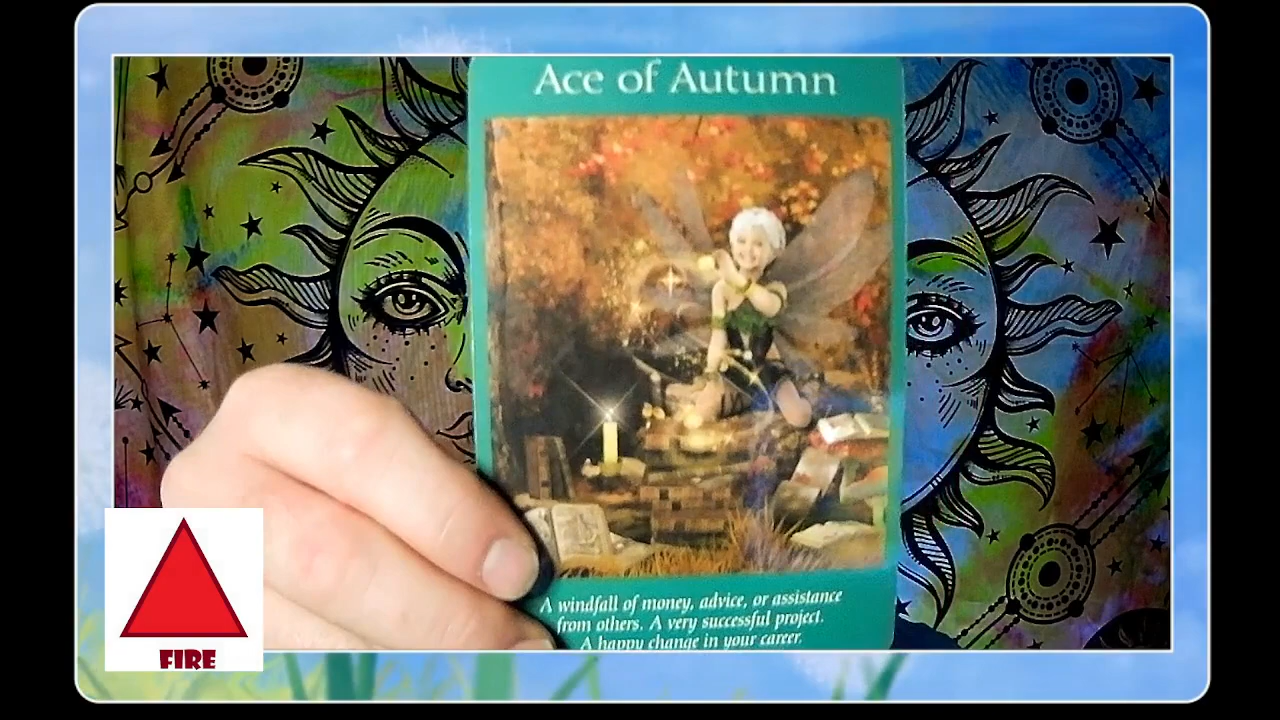 Ace of Autumn
A windfall of money, advice, or assistance
from others. A very successful project.
A happy change in your career.
FIRE